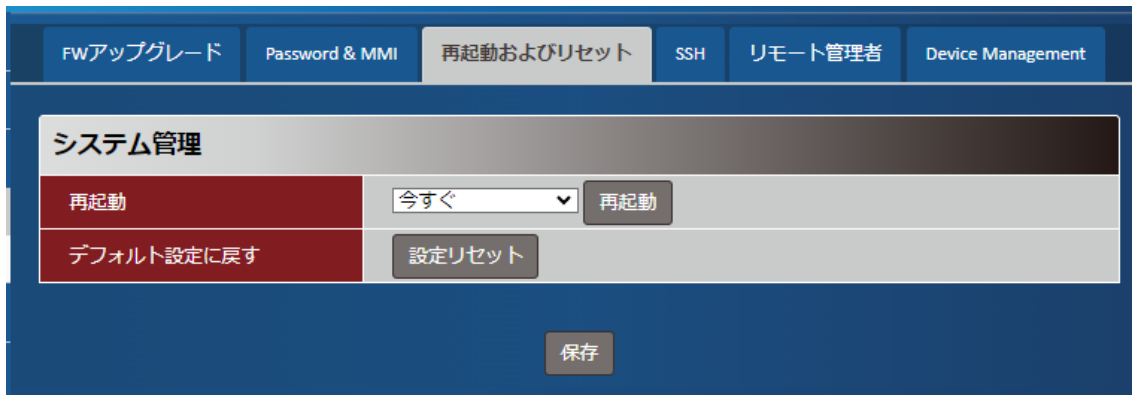 FWアップグレード Password & MMI 再起動およびリセット SSH リモート管理者 Device Management
システム管理
再起動 今すぐ 再起動
デフォルト設定に戻す 設定リセット
保存